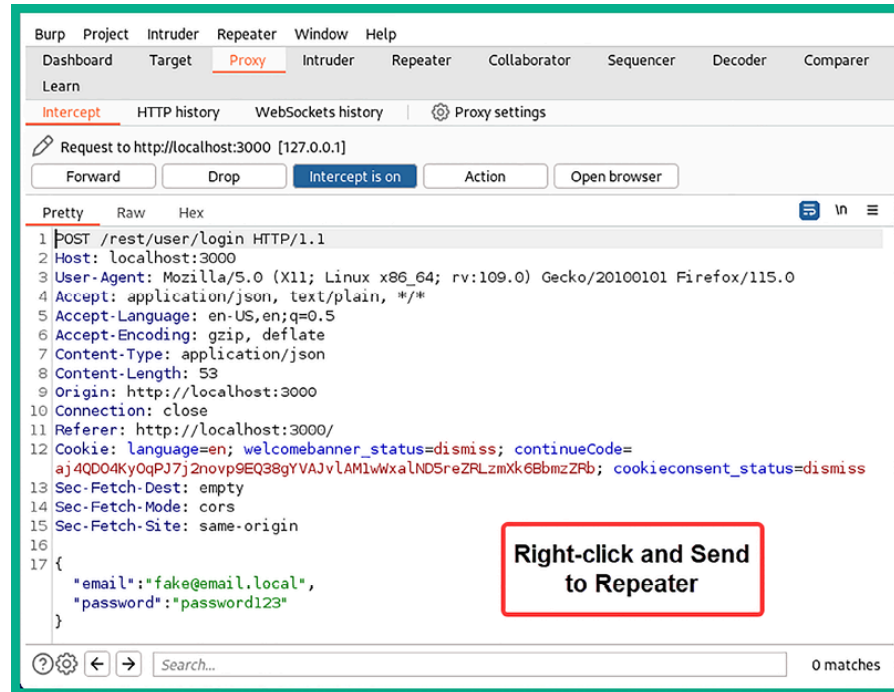 Burp Project Intruder Repeater Window Help
Dashboard Target Proxy Intruder Repeater Collaborator Sequencer Decoder Comparer
Learn
Intercept HTTP history WebSockets history Proxy settings
Request to http://localhost:3000 [127.0.0.1]
Forward Drop Intercept is on Action Open browser
Pretty Raw Hex \n
1 POST /rest/user/login HTTP/1.1
2 Host: localhost:3000
3 User-Agent: Mozilla/5.0 (X11; Linux x86_64; rv:109.0) Gecko/20100101 Firefox/115.0
4 Accept: application/json, text/plain, */*
5 Accept-Language: en-US,en;q=0.5
6 Accept-Encoding: gzip, deflate
7 Content-Type: application/json
8 Content-Length: 53
9 Origin: http://localhost:3000
10 Connection: close
11 Referer: http://localhost:3000/
12 Cookie: language=en; welcomebanner_status=dismiss; continueCode=
aj4QDO4KyOqPJ7j2novp9EQ38gYVAJvlAM1wWxalND5reZRLzmXk6BbmzZRb; cookieconsent_status=dismiss
13 Sec-Fetch-Dest: empty
14 Sec-Fetch-Mode: cors
15 Sec-Fetch-Site: same-origin
16
17 {
"email":"fake@email.local",
"password":"password123"
}
Right-click and Send
to Repeater
Search... 0 matches